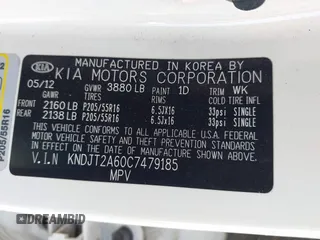 MANUFACTURED IN KOREA BY
KIA KIA MOTORS CORPORATION
05/12 GVWR 3880 LB PAINT 1D TRIM WK
GAWR TIRES RIMS COLD TIRE INFL
FRONT 2160 LB P205/55R16 6.5JX16 33psi SINGLE
REAR 2138 LB P205/55R16 6.5Jx16 33psi SINGLE
THIS VEHICLE CONFORMS TO ALL APPLICABLE
FEDERAL MOTOR VEHICLE SAFETY
THEFT PREVENTION STANDARDS IN EFFECT ON
THE DATE OF MANUFACTURE SHOWN ABOVE
V.I.N KNDJT2A60C7479185
MPV
P205/55R16
DREAMBID